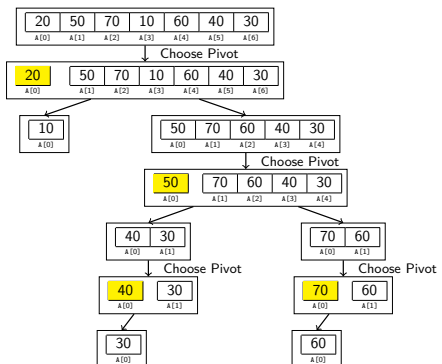 20 50 70 10 60 40 30
A[0] A[1] A[2] A[3] A[4] A[5] A[6]
Choose Pivot
20 50 70 10 60 40 30
A[0] A[1] A[2] A[3] A[4] A[5] A[6]
10 50 70 60 40 30
A[0] A[0] A[1] A[2] A[3] A[4]
Choose Pivot
50 70 60 40 30
A[0] A[1] A[2] A[3] A[4]
40 30 70 60
A[0] A[1] A[0] A[1]
Choose Pivot Choose Pivot
40 30 70 60
A[0] A[1] A[0] A[1]
30 60
A[0] A[0]